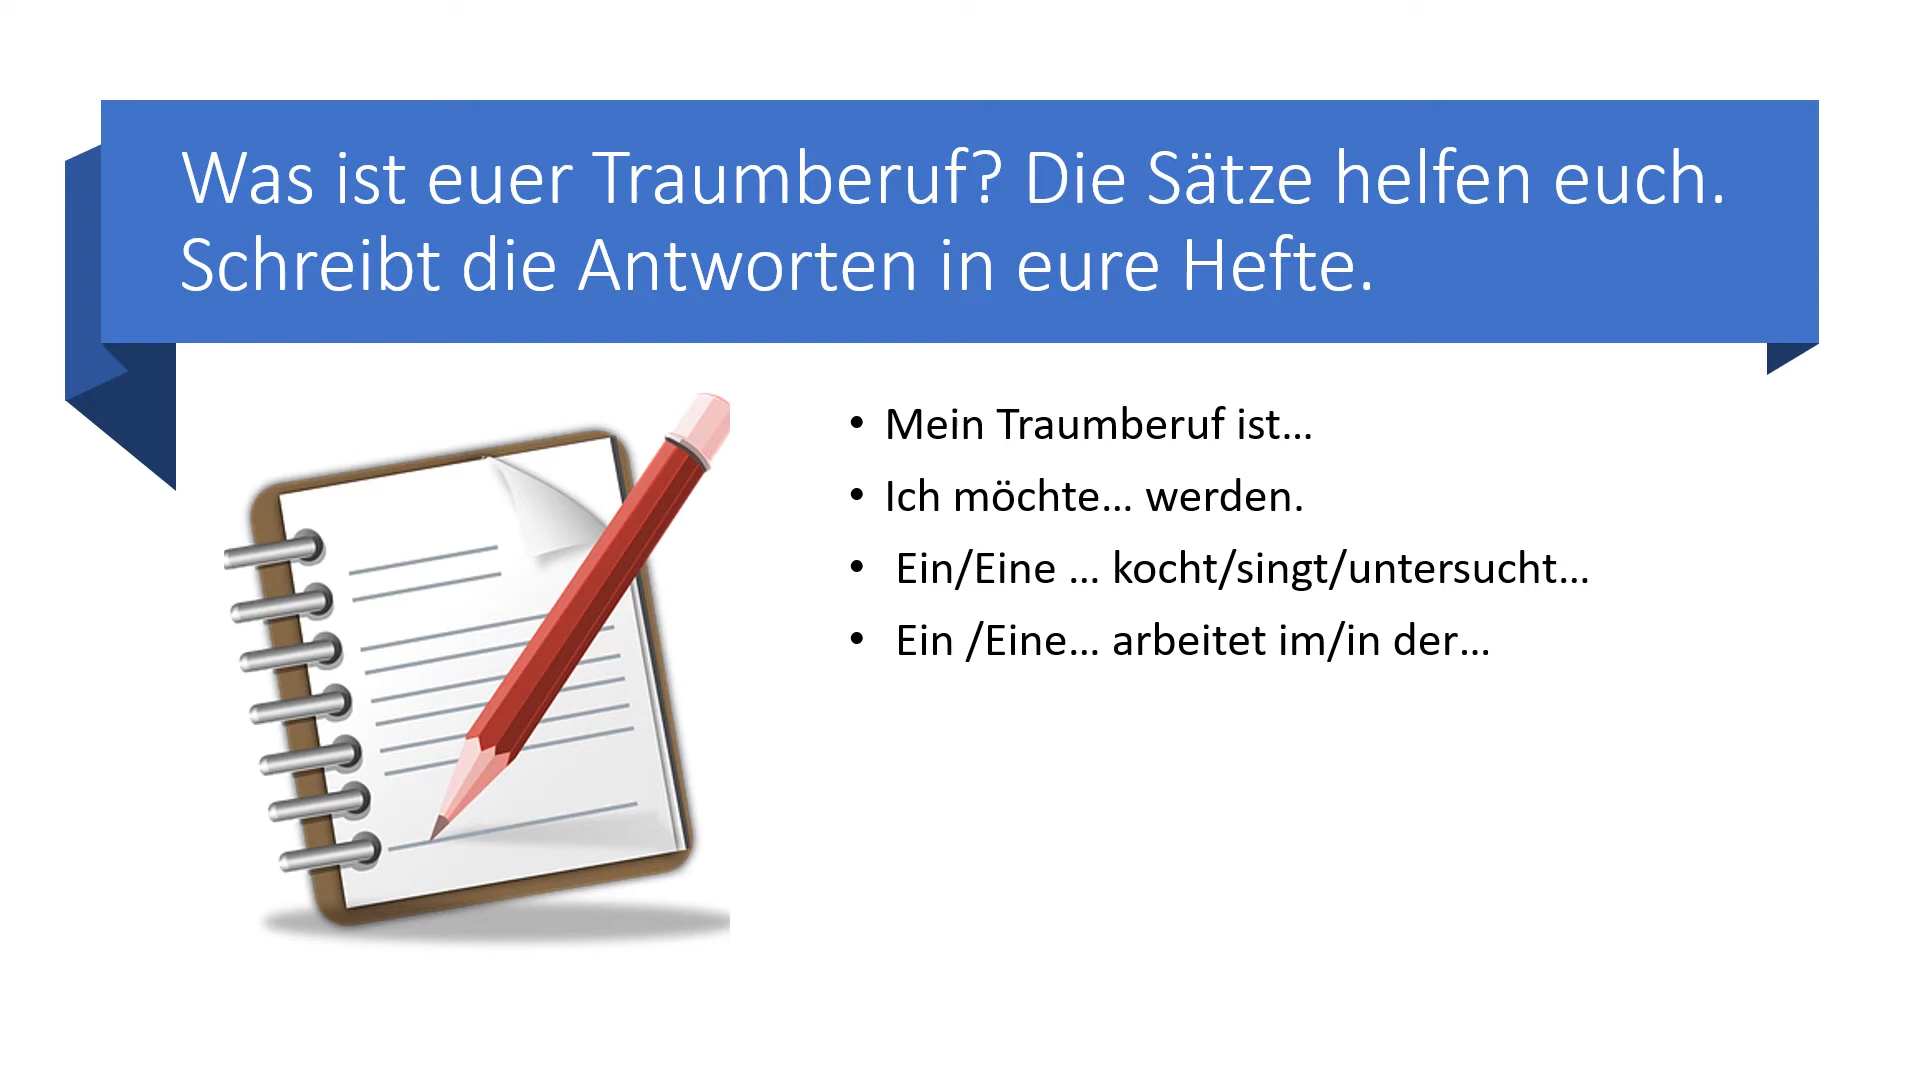 Was ist euer Traumberuf? Die Sätze helfen euch.
Schreibt die Antworten in eure Hefte.
• Mein Traumberuf ist...
• Ich möchte... werden.
• Ein/Eine ... kocht/singt/untersucht...
• Ein /Eine... arbeitet im/in der...